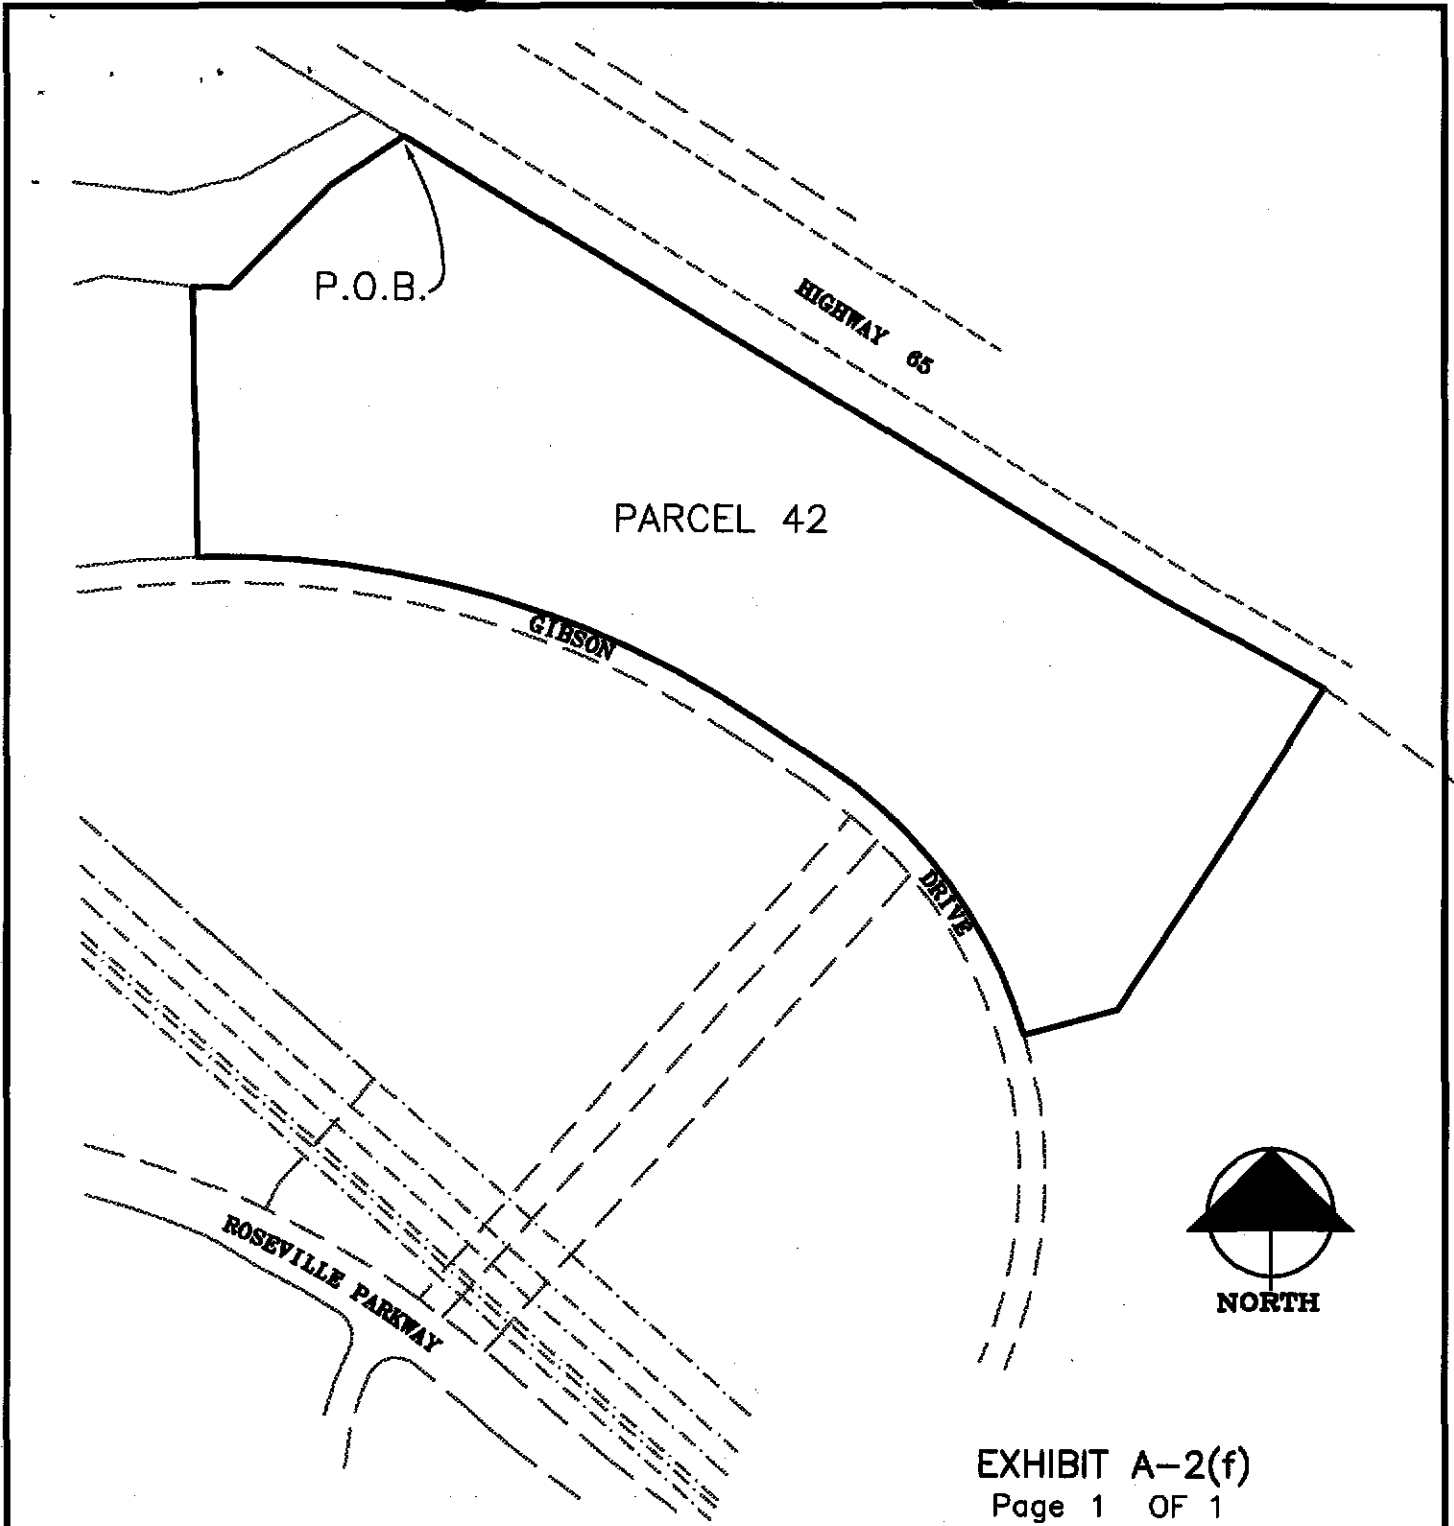 P.O.B.
HIGHWAY 65
PARCEL 42
GIBSON
DRIVE
ROSEVILLE PARKWAY
NORTH
EXHIBIT A-2(f)
Page 1 OF 1